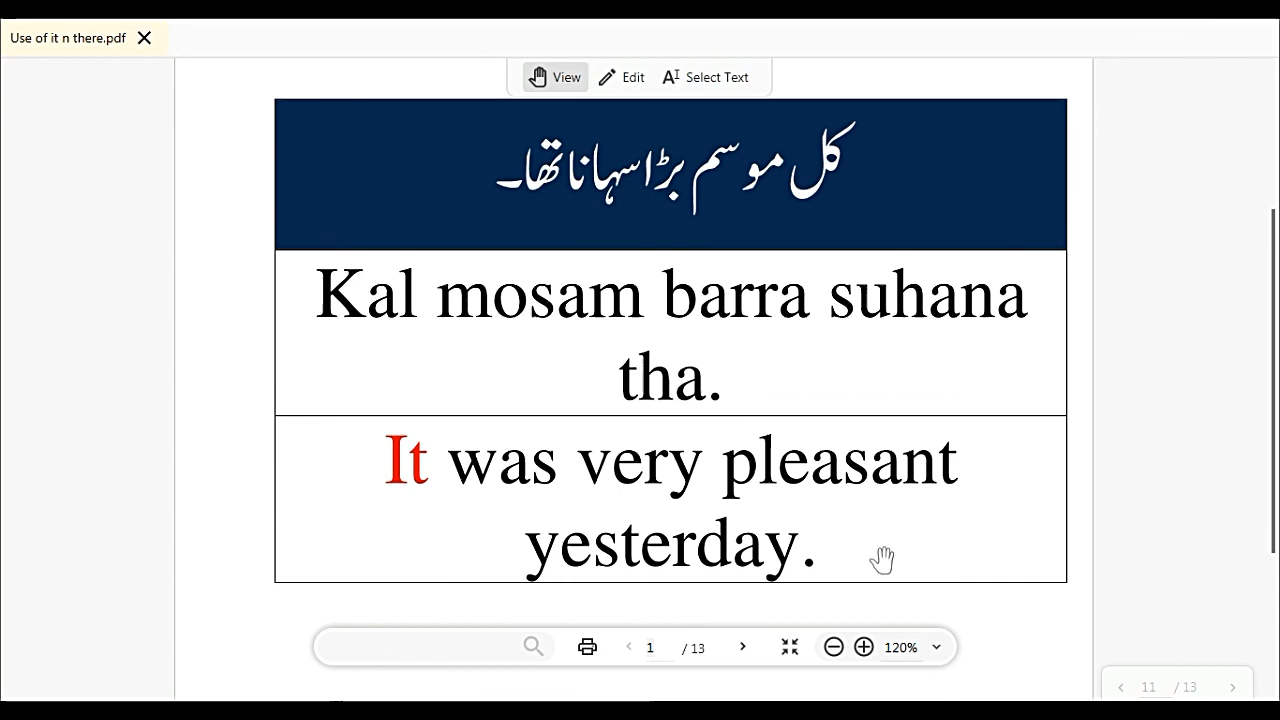 Use of it n there.pdf
View Edit Select Text
کل موسم بڑا سہانا تھا۔
Kal mosam barra suhana
tha.
It was very pleasant
yesterday.
1 / 13 120%
11 / 13